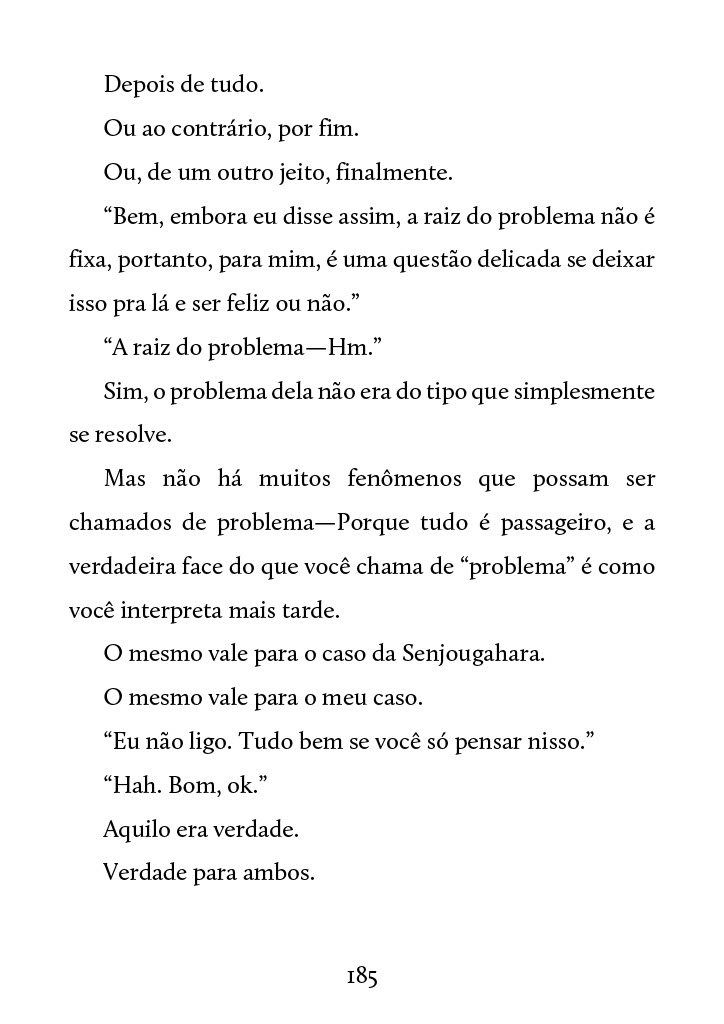 Depois de tudo.
Ou ao contrário, por fim.
Ou, de um outro jeito, finalmente.
“Bem, embora eu disse assim, a raiz do problema não é
fixa, portanto, para mim, é uma questão delicada se deixar
isso pra lá e ser feliz ou não.”
“A raiz do problema—Hm.”
Sim, o problema dela não era do tipo que simplesmente
se resolve.
Mas não há muitos fenômenos que possam ser
chamados de problema—Porque tudo é passageiro, e a
verdadeira face do que você chama de “problema” é como
você interpreta mais tarde.
O mesmo vale para o caso da Senjougahara.
O mesmo vale para o meu caso.
“Eu não ligo. Tudo bem se você só pensar nisso.”
“Hah. Bom, ok.”
Aquilo era verdade.
Verdade para ambos.
185